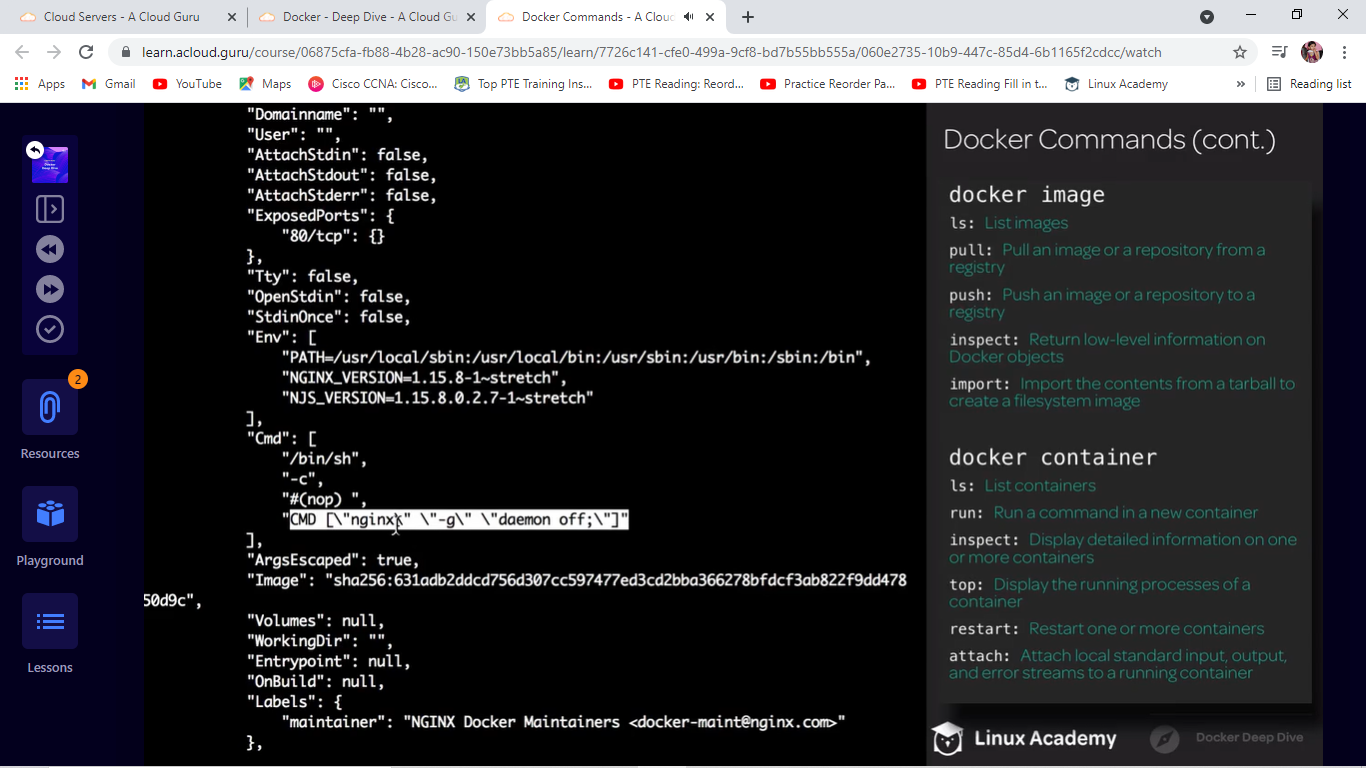 Cloud Servers - A Cloud Guru
Docker - Deep Dive - A Cloud Gu
Docker Commands - A Cloud
learn.acloud.guru/course/06875cfa-fb88-4b28-ac90-150e73bb5a85/learn/7726c141-cfe0-499a-9cf8-bd7b55bb555a/060e2735-10b9-447c-85d4-6b1165f2cdcc/watch
Apps
Gmail
YouTube
Maps
Cisco CCNA: Cisco...
Top PTE Training Ins...
PTE Reading: Reord...
Practice Reorder Pa...
PTE Reading Fill in t...
Linux Academy
»
Reading list
2
Resources
Playground
Lessons
"Domainname": "",
"User": "",
"AttachStdin": false,
"AttachStdout": false,
"AttachStderr": false,
"ExposedPorts": {
"80/tcp": {}
},
"Tty": false,
"OpenStdin": false,
"StdinOnce": false,
"Env": [
"PATH=/usr/local/sbin:/usr/local/bin:/usr/sbin:/usr/bin:/sbin:/bin",
"NGINX_VERSION=1.15.8-1~stretch",
"NJS_VERSION=1.15.8.0.2.7-1~stretch"
],
"Cmd": [
"/bin/sh",
"-c",
"#(nop) ",
"CMD [\"nginx\" \"-g\" \"daemon off;\"]"
],
"ArgsEscaped": true,
"Image": "sha256:631adb2ddcd756d307cc597477ed3cd2bba366278bfdcf3ab822f9dd478
50d9c",
"Volumes": null,
"WorkingDir": "",
"Entrypoint": null,
"OnBuild": null,
"Labels": {
"maintainer": "NGINX Docker Maintainers <docker-maint@nginx.com>"
},
Docker Commands (cont.)
docker image
ls: List images
pull: Pull an image or a repository from a
registry
push: Push an image or a repository to a
registry
inspect: Return low-level information on
Docker objects
import: Import the contents from a tarball to
create a filesystem image
docker container
ls: List containers
run: Run a command in a new container
inspect: Display detailed information on one
or more containers
top: Display the running processes of a
container
restart: Restart one or more containers
attach: Attach local standard input, output,
and error streams to a running container
Linux Academy
Docker Deep Dive